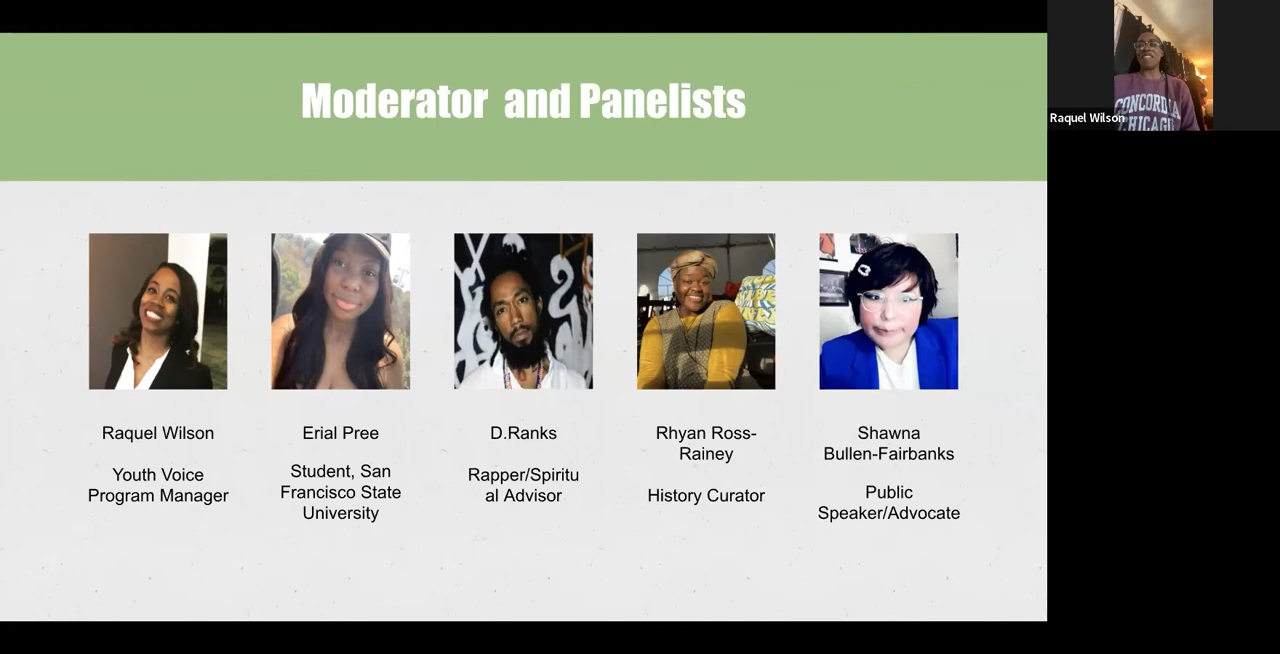 Moderator and Panelists
Raquel Wilson
CONCORDIA
CHICAGO
Raquel Wilson
Youth Voice
Program Manager
Erial Pree
Student, San
Francisco State
University
D.Ranks
Rapper/Spiritu
al Advisor
Rhyan Ross-
Rainey
History Curator
Shawna
Bullen-Fairbanks
Public
Speaker/Advocate